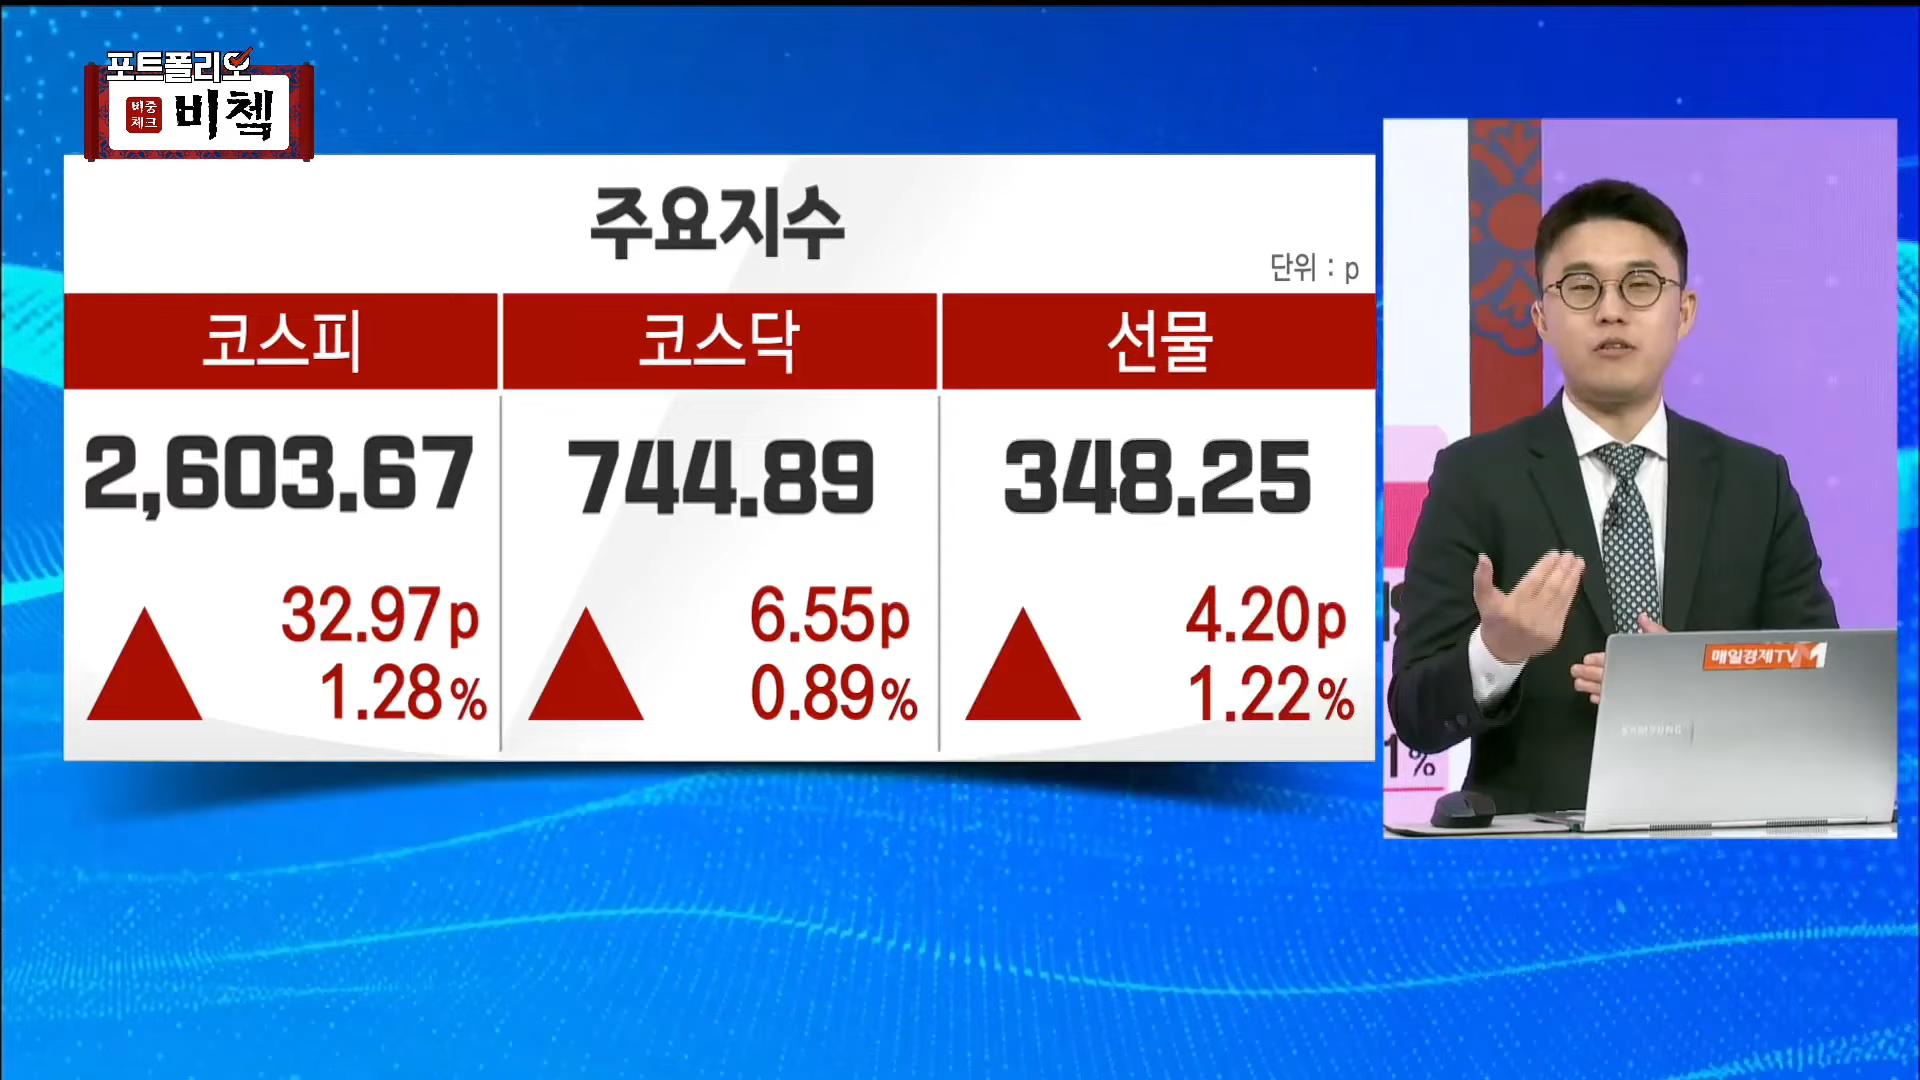 포트폴리오
비중
체크
비첵
주요지수
단위 : p
코스피
코스닥
선물
2,603.67
744.89
348.25
32.97p
6.55p
4.20p
1.28%
0.89%
1.22%
매일경제TV M
SAMSUNG
1%